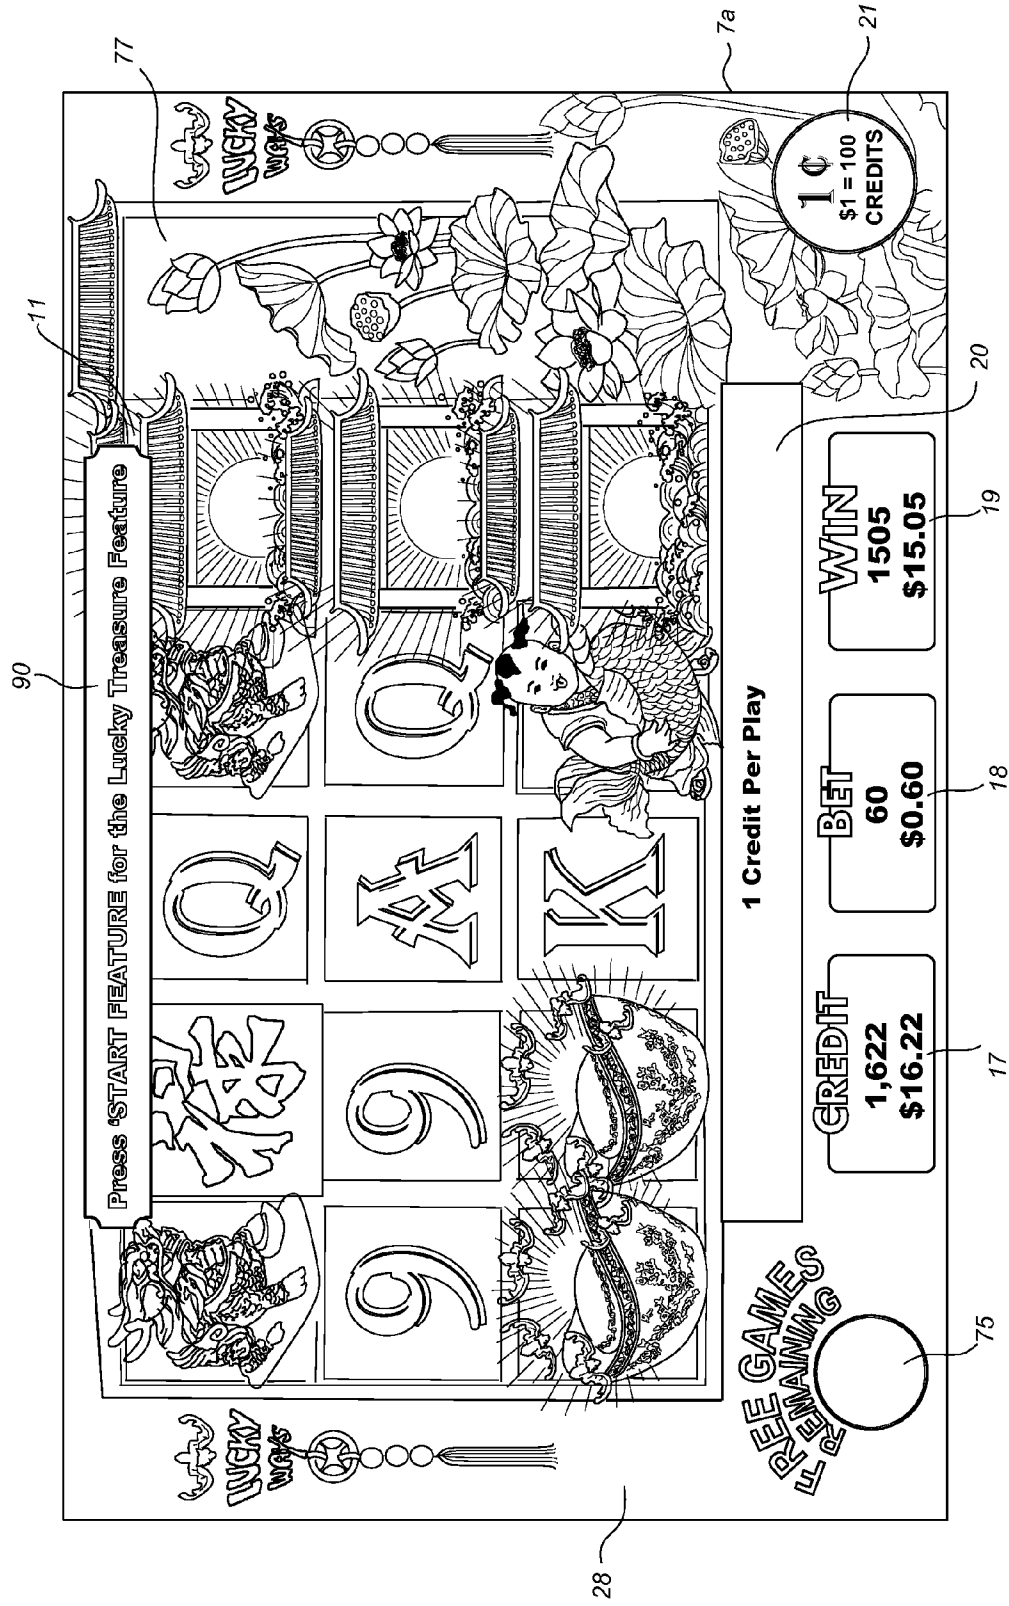 Press 'START FEATURE for the Lucky Treasure Feature
LUCKY
WAYS
LUCKY
WAYS
Q
Q
9
A
9
K
1 Credit Per Play
FREE GAMES
REMAINING
CREDIT
1,622
$16.22
BET
60
$0.60
WIN
1505
$15.05
1 ¢
$1 = 100
CREDITS
90
11
77
7a
21
20
19
18
17
75
28